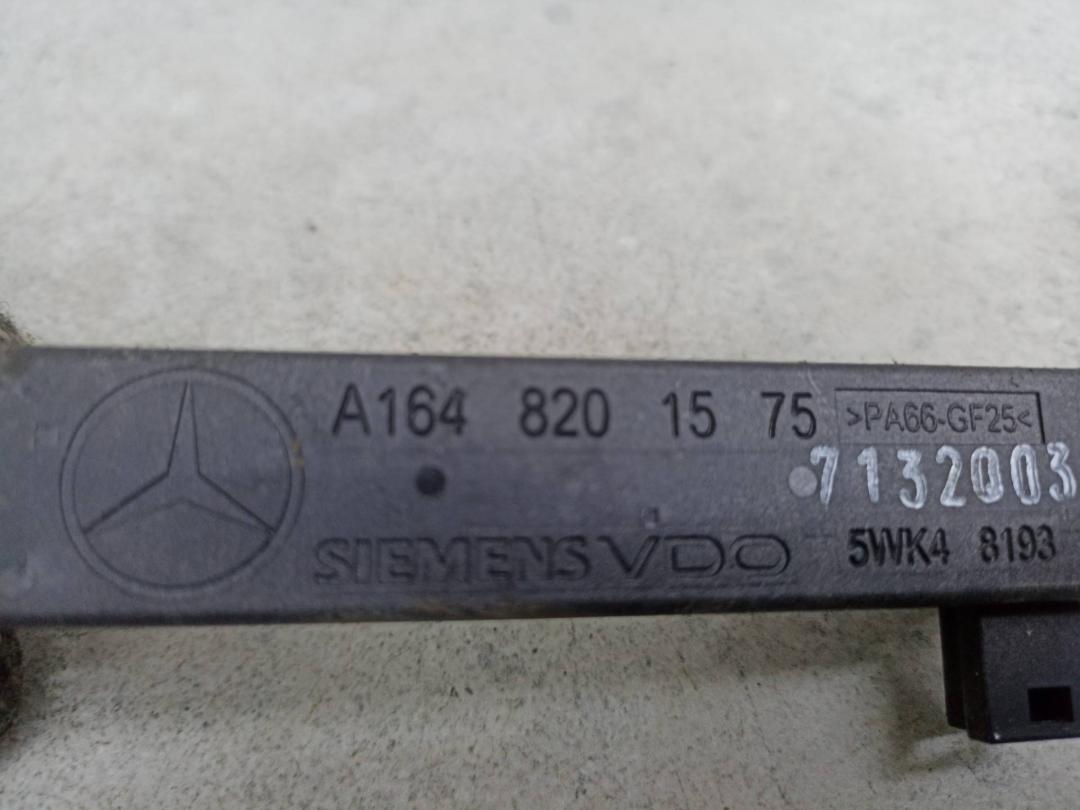 A164 820 15 75 >PA66-GF25<
7132003
SIEMENS VDO 5WK4 8193